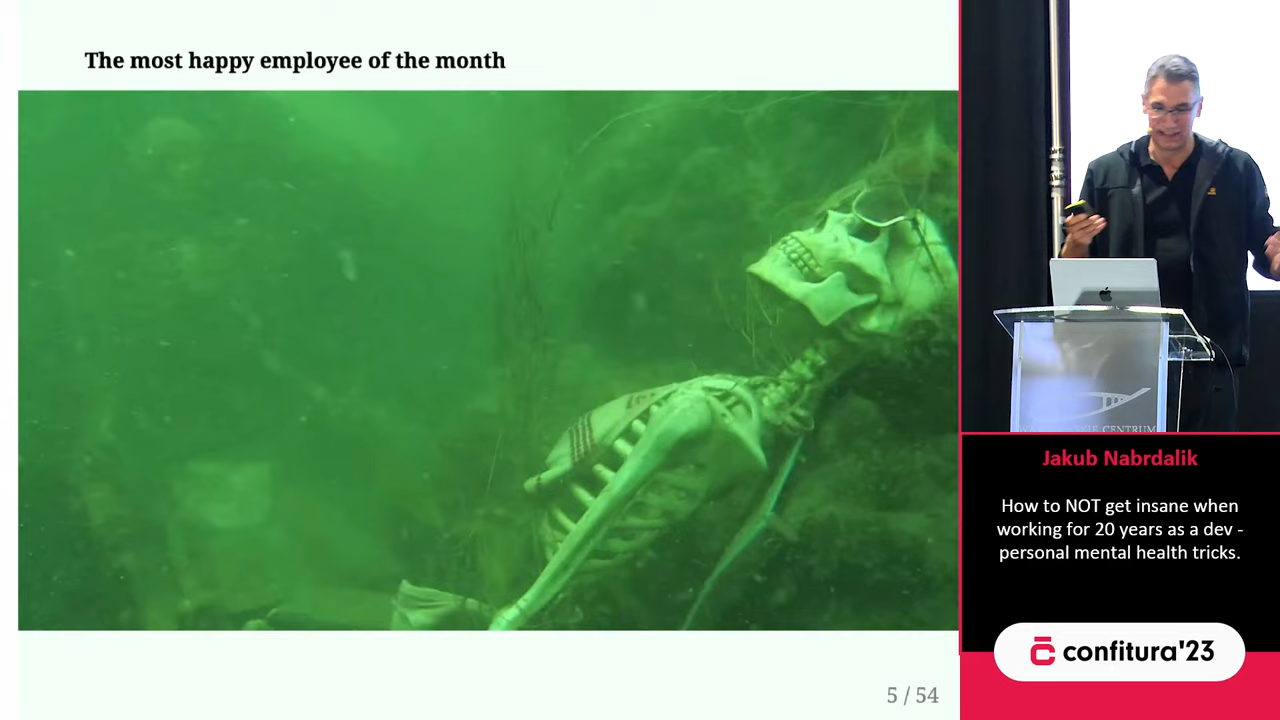 The most happy employee of the month
5 / 54
CENTRUM
Jakub Nabrdalik
How to NOT get insane when
working for 20 years as a dev -
personal mental health tricks.
confitura'23